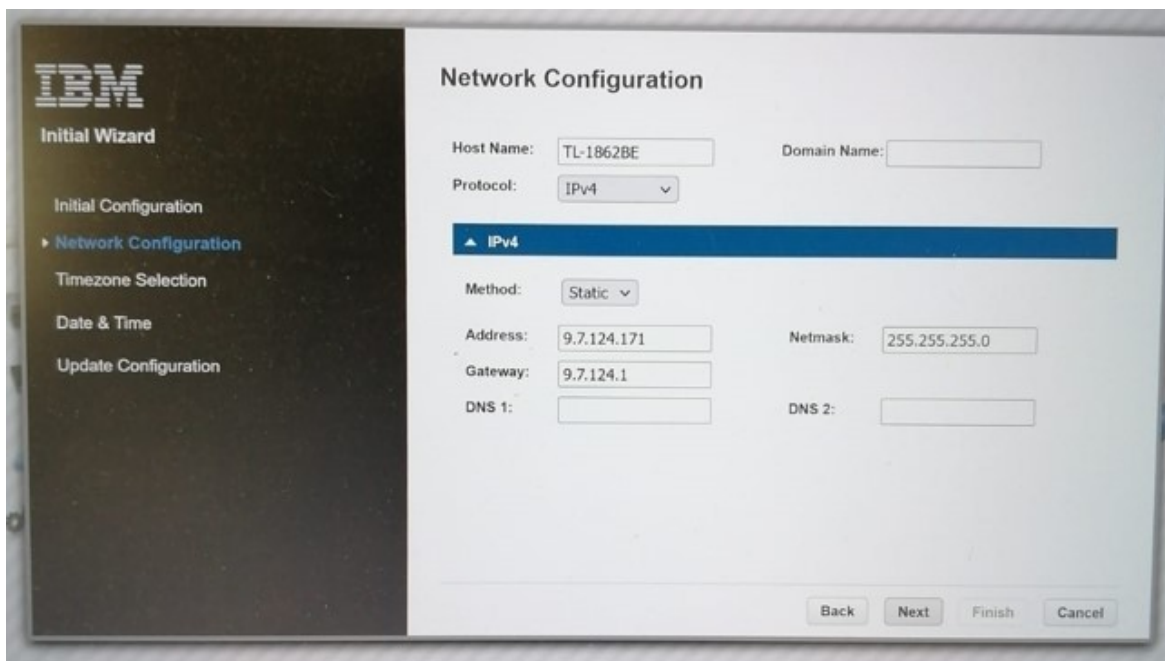 IBM
Initial Wizard
Initial Configuration
Network Configuration
Timezone Selection
Date & Time
Update Configuration
Network Configuration
Host Name: TL-1862BE Domain Name:
Protocol: IPv4
IPv4
Method: Static
Address: 9.7.124.171 Netmask: 255.255.255.0
Gateway: 9.7.124.1
DNS 1: DNS 2:
Back Next Finish Cancel